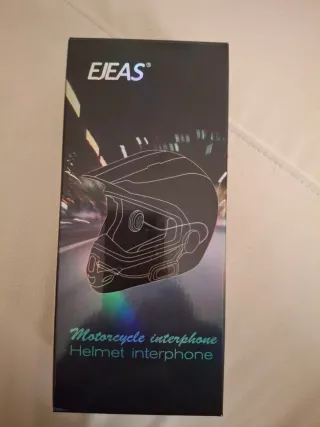 EJEAS®
Motorcycle interphone
Helmet interphone